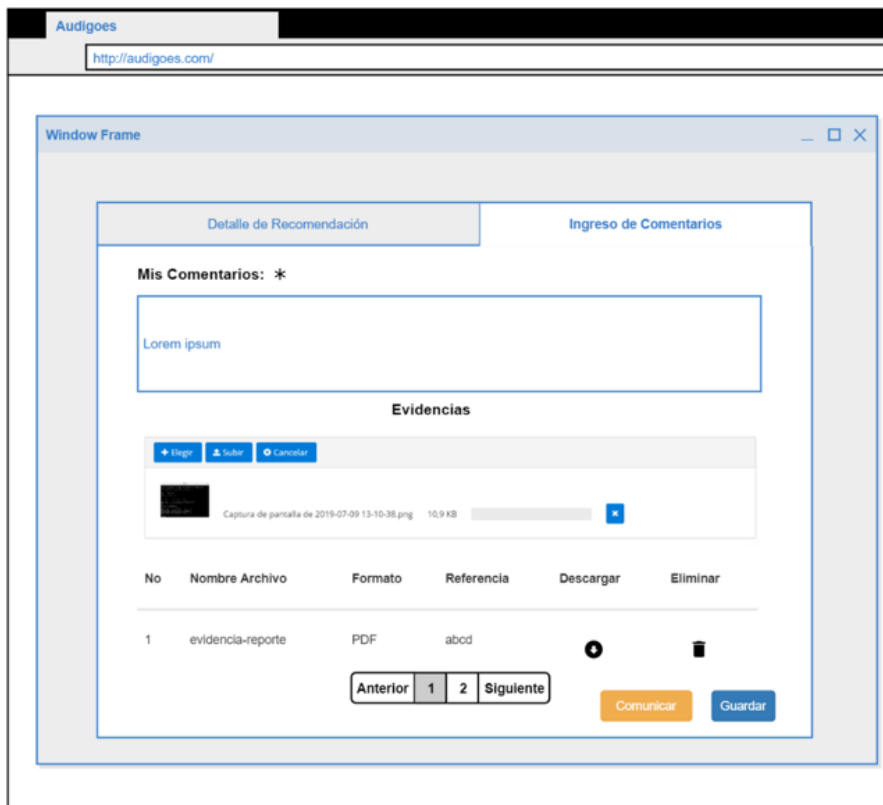 Audigoes
http://audigoes.com/
Window Frame
Detalle de Recomendación
Ingreso de Comentarios
Mis Comentarios: *
Lorem ipsum
Evidencias
Elegir Subir Cancelar
Captura de pantalla de 2019-07-09 13-10-38.png 10,9 KB
No Nombre Archivo Formato Referencia Descargar Eliminar
1 evidencia-reporte PDF abcd
Anterior 1 2 Siguiente
Comunicar Guardar